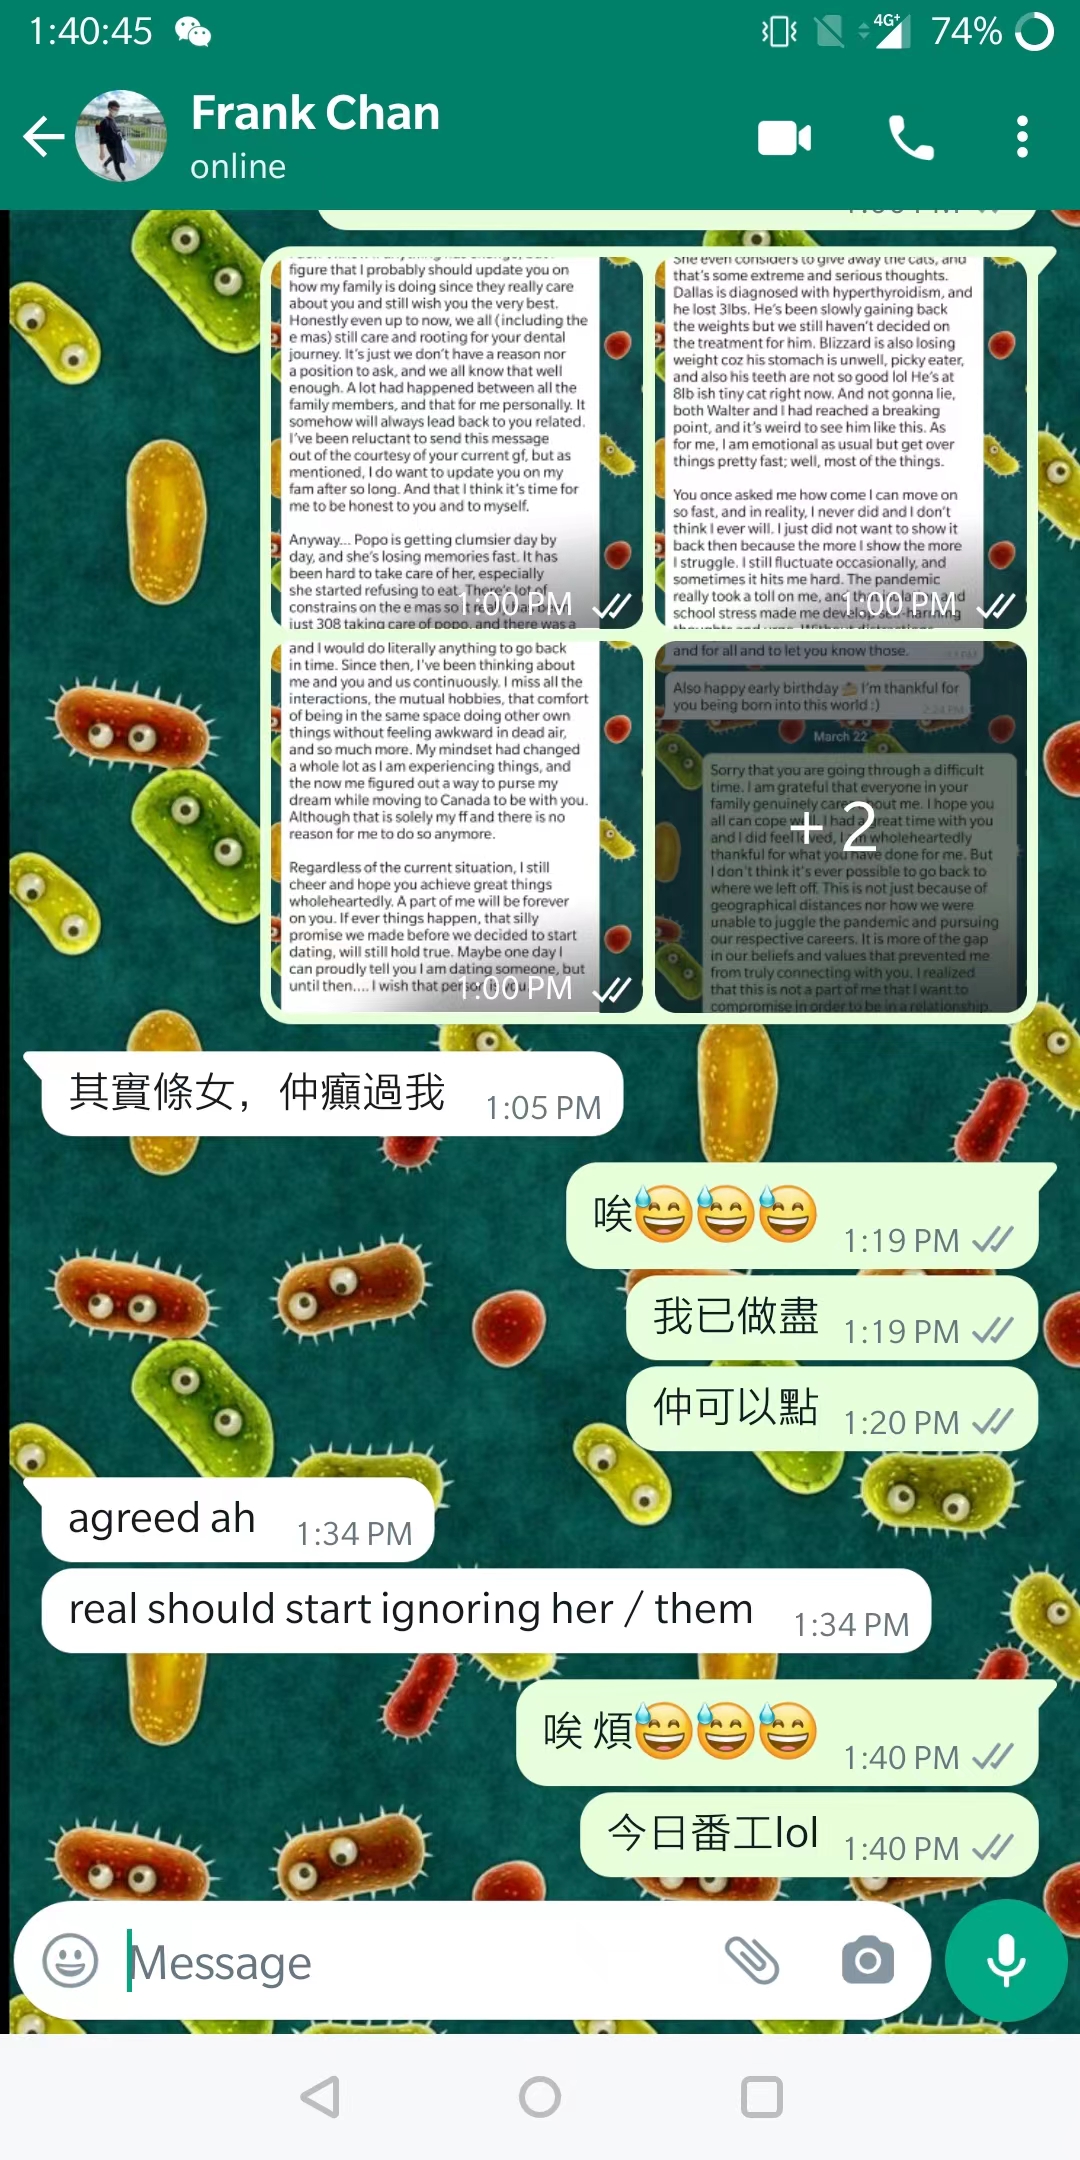 1:40:45
4G+
74%
Frank Chan
online
figure that I probably should update you on
how my family is doing since they really care
about you and still wish you the very best.
Honestly even up to now, we all (including the
e mas) still care and rooting for your dental
journey. It's just we don't have a reason nor
a position to ask, and we all know that well
enough. A lot had happened between all the
family members, and that for me personally. It
somehow will always lead back to you related.
I've been reluctant to send this message
out of the courtesy of your current gf, but as
mentioned, I do want to update you on my
fam after so long. And that I think it's time for
me to be honest to you and to myself.
Anyway... Popo is getting clumsier day by
day, and she's losing memories fast. It has
been hard to take care of her, especially
she started refusing to eat. There's lot of
constrains on the e mas so it really has been
just 308 taking care of popo, and there was a
1:00 PM
She even considers to give away the cats, and
that's some extreme and serious thoughts.
Dallas is diagnosed with hyperthyroidism, and
he lost 3lbs. He's been slowly gaining back
the weights but we still haven't decided on
the treatment for him. Blizzard is also losing
weight coz his stomach is unwell, picky eater,
and also his teeth are not so good lol He's at
8lb ish tiny cat right now. And not gonna lie,
both Walter and I had reached a breaking
point, and it's weird to see him like this. As
for me, I am emotional as usual but get over
things pretty fast; well, most of the things.
You once asked me how come I can move on
so fast, and in reality, I never did and I don't
think I ever will. I just did not want to show it
back then because the more I show the more
I struggle. I still fluctuate occasionally, and
sometimes it hits me hard. The pandemic
really took a toll on me, and that and
school stress made me develop self-harming
1:00 PM
and I would do literally anything to go back
in time. Since then, I've been thinking about
me and you and us continuously. I miss all the
interactions, the mutual hobbies, that comfort
of being in the same space doing other own
things without feeling awkward in dead air,
and so much more. My mindset had changed
a whole lot as I am experiencing things, and
the now me figured out a way to purse my
dream while moving to Canada to be with you.
Although that is solely my ff and there is no
reason for me to do so anymore.
Regardless of the current situation, I still
cheer and hope you achieve great things
wholeheartedly. A part of me will be forever
on you. If ever things happen, that silly
promise we made before we decided to start
dating, will still hold true. Maybe one day I
can proudly tell you I am dating someone, but
until then.... I wish that person is you.
1:00 PM
and for all and to let you know those.
Also happy early birthday 🎂 I'm thankful for
you being born into this world :)
2:24 PM
March 22
Sorry that you are going through a difficult
time. I am grateful that everyone in your
family genuinely cares about me. I hope you
all can cope well. I had a great time with you
and I did feel loved, I am wholeheartedly
thankful for what you have done for me. But
I don't think it's ever possible to go back to
where we left off. This is not just because of
geographical distances nor how we were
unable to juggle the pandemic and pursuing
our respective careers. It is more of the gap
in our beliefs and values that prevented me
from truly connecting with you. I realized
that this is not a part of me that I want to
compromise in order to be in a relationship.
+ 2
其實條女，仲癲過我
1:05 PM
唉😅😅😅
1:19 PM
我已做盡
1:19 PM
仲可以點
1:20 PM
agreed ah
1:34 PM
real should start ignoring her / them
1:34 PM
唉 煩😅😅😅
1:40 PM
今日番工lol
1:40 PM
Message